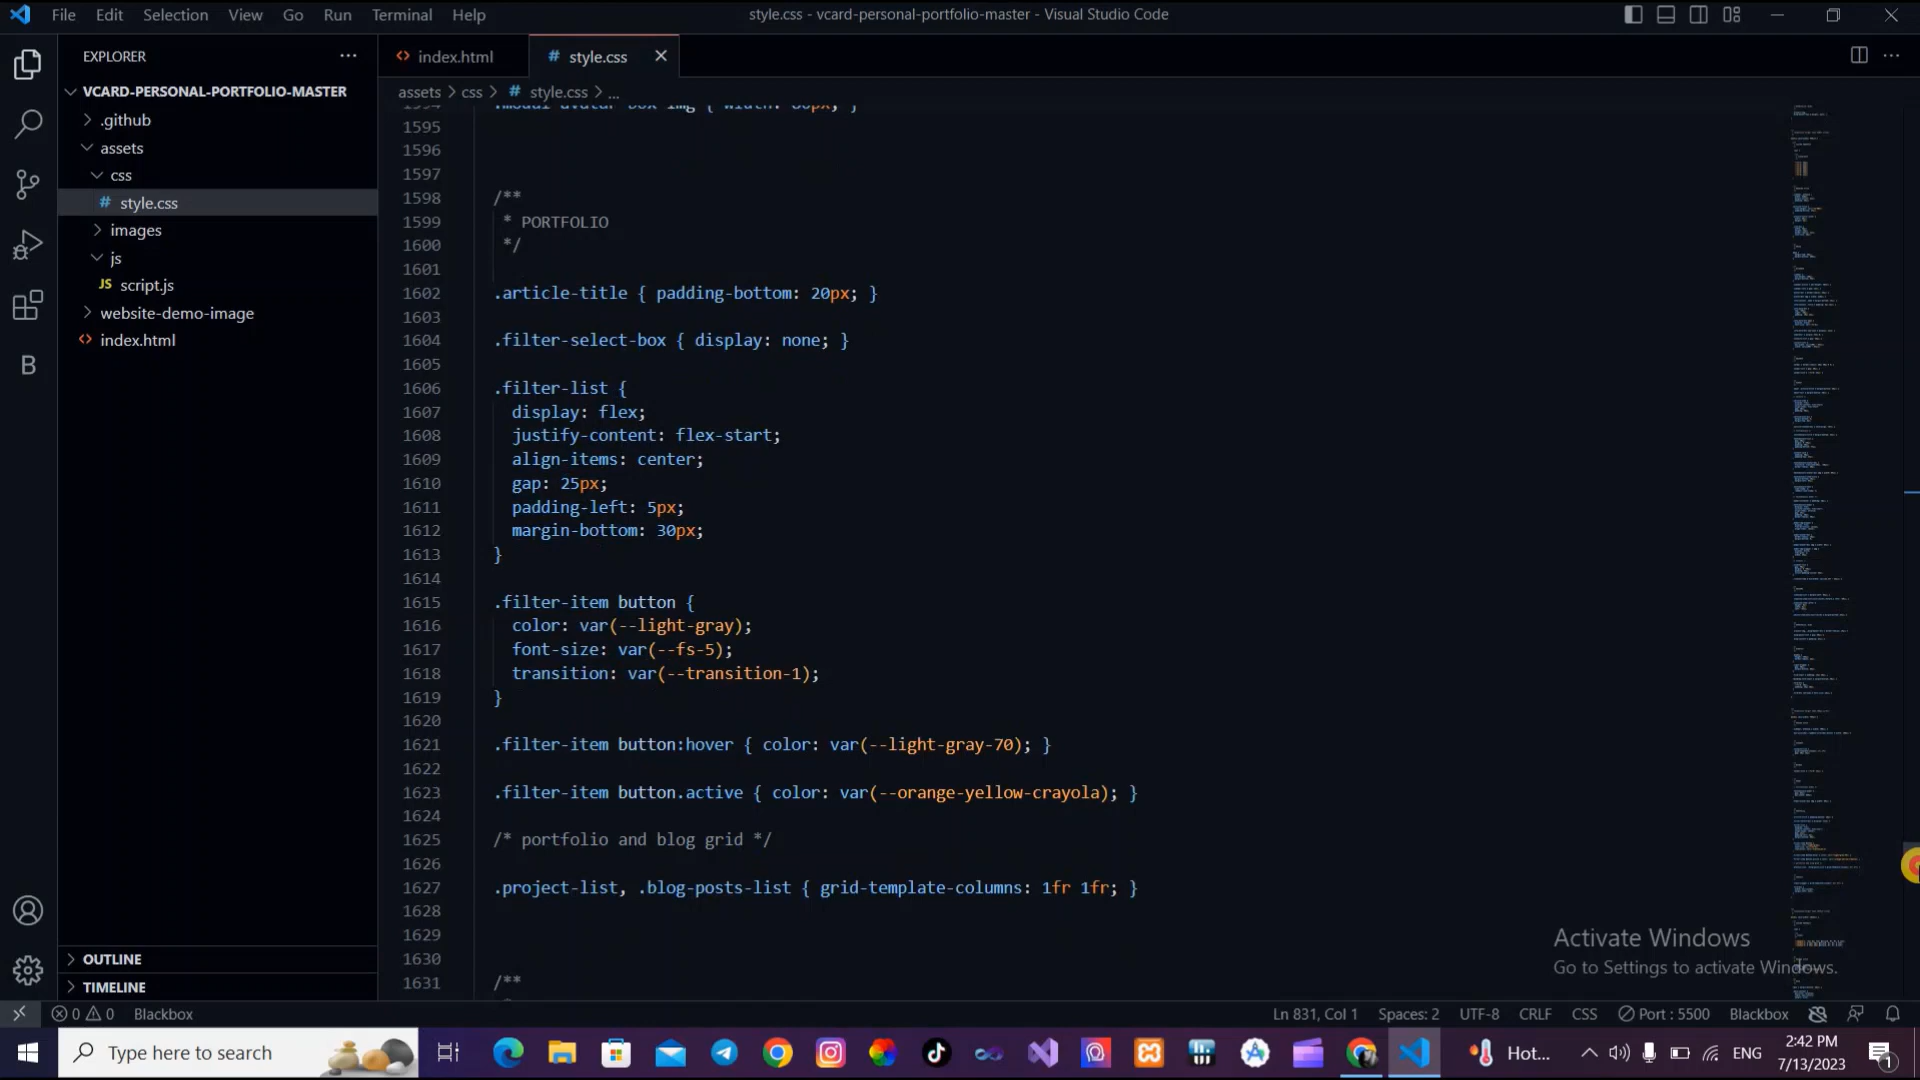 File Edit Selection View Go Run Terminal Help
style.css - vcard-personal-portfolio-master - Visual Studio Code
EXPLORER
VCARD-PERSONAL-PORTFOLIO-MASTER
.github
assets
css
# style.css
images
js
JS script.js
website-demo-image
<> index.html
OUTLINE
TIMELINE
<> index.html
# style.css
assets > css > # style.css > ...
1594 .modal-avatar-box img { width: 80px; }
1595
1596
1597
1598 /**
1599 * PORTFOLIO
1600 */
1601
1602 .article-title { padding-bottom: 20px; }
1603
1604 .filter-select-box { display: none; }
1605
1606 .filter-list {
1607 display: flex;
1608 justify-content: flex-start;
1609 align-items: center;
1610 gap: 25px;
1611 padding-left: 5px;
1612 margin-bottom: 30px;
1613 }
1614
1615 .filter-item button {
1616 color: var(--light-gray);
1617 font-size: var(--fs-5);
1618 transition: var(--transition-1);
1619 }
1620
1621 .filter-item button:hover { color: var(--light-gray-70); }
1622
1623 .filter-item button.active { color: var(--orange-yellow-crayola); }
1624
1625 /* portfolio and blog grid */
1626
1627 .project-list, .blog-posts-list { grid-template-columns: 1fr 1fr; }
1628
1629
1630
1631 /**
Activate Windows
Go to Settings to activate Windows.
0 0 Blackbox
Ln 831, Col 1 Spaces: 2 UTF-8 CRLF CSS Port : 5500 Blackbox
Type here to search
Hot...
ENG
2:42 PM
7/13/2023
1